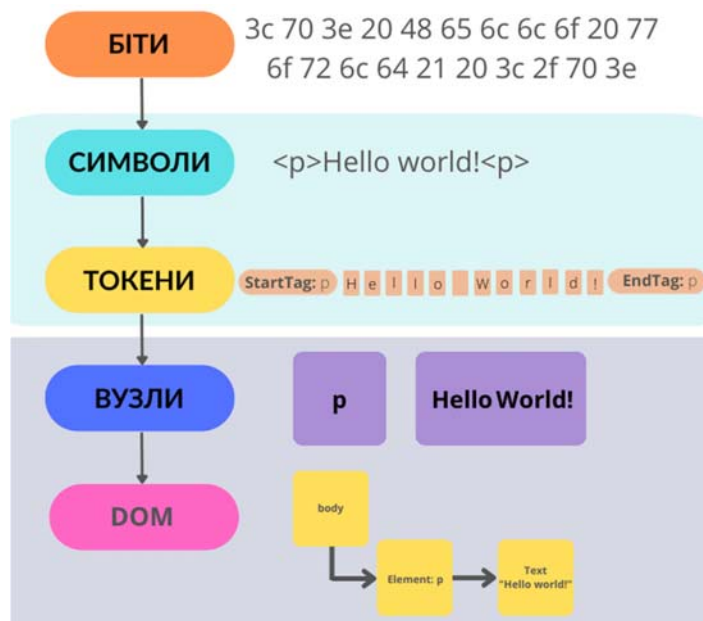 БІТИ
3c 70 3e 20 48 65 6c 6c 6f 20 77
6f 72 6c 64 21 20 3c 2f 70 3e
СИМВОЛИ
<p>Hello world!<p>
ТОКЕНИ
StartTag: p H e l l o W o r l d ! EndTag: p
ВУЗЛИ
p
Hello World!
DOM
body
Element: p
Text
"Hello world!"